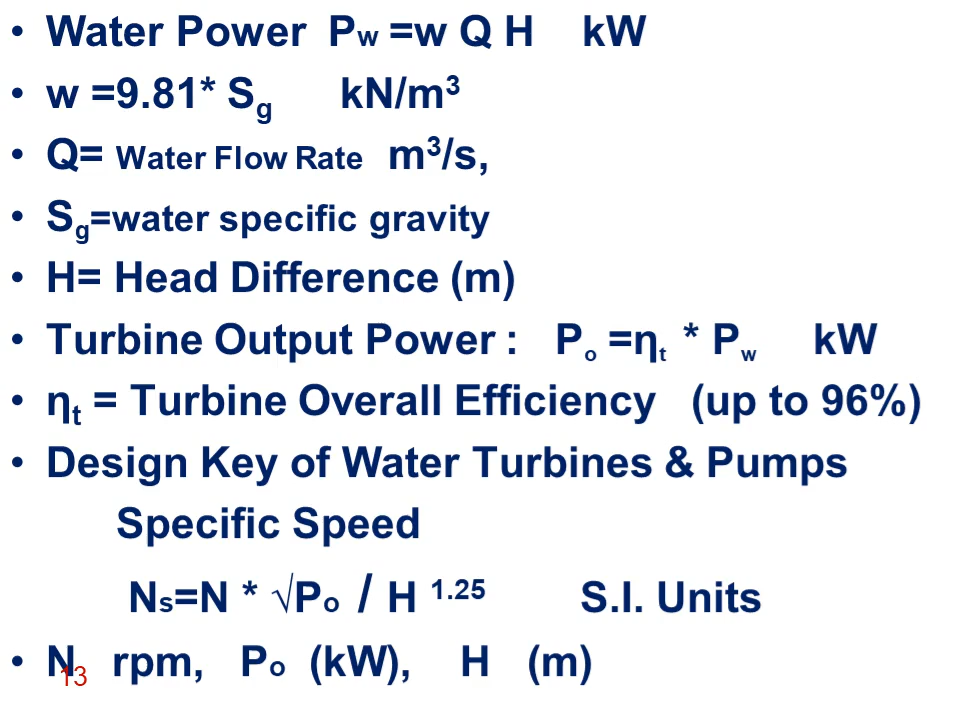 • Water Power Pw =w Q H kW
• w =9.81* Sg kN/m³
• Q= Water Flow Rate m³/s,
• Sg=water specific gravity
• H= Head Difference (m)
• Turbine Output Power : Po =ηt * Pw kW
• ηt = Turbine Overall Efficiency (up to 96%)
• Design Key of Water Turbines & Pumps
Specific Speed
Ns=N * √Po / H 1.25 S.I. Units
• N rpm, Po (kW), H (m)
13